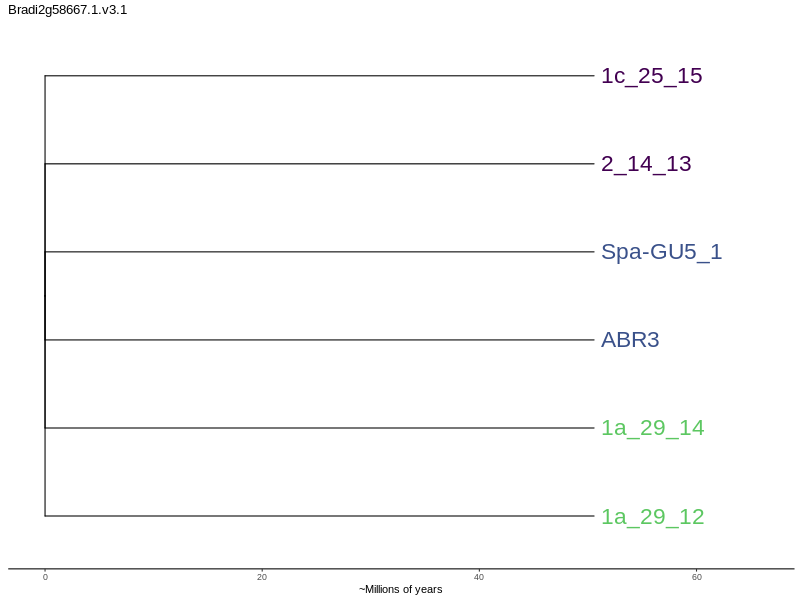 Bradi2g58667.1.v3.1
1c_25_15
2_14_13
Spa-GU5_1
ABR3
1a_29_14
1a_29_12
0 20 40 60
~Millions of years